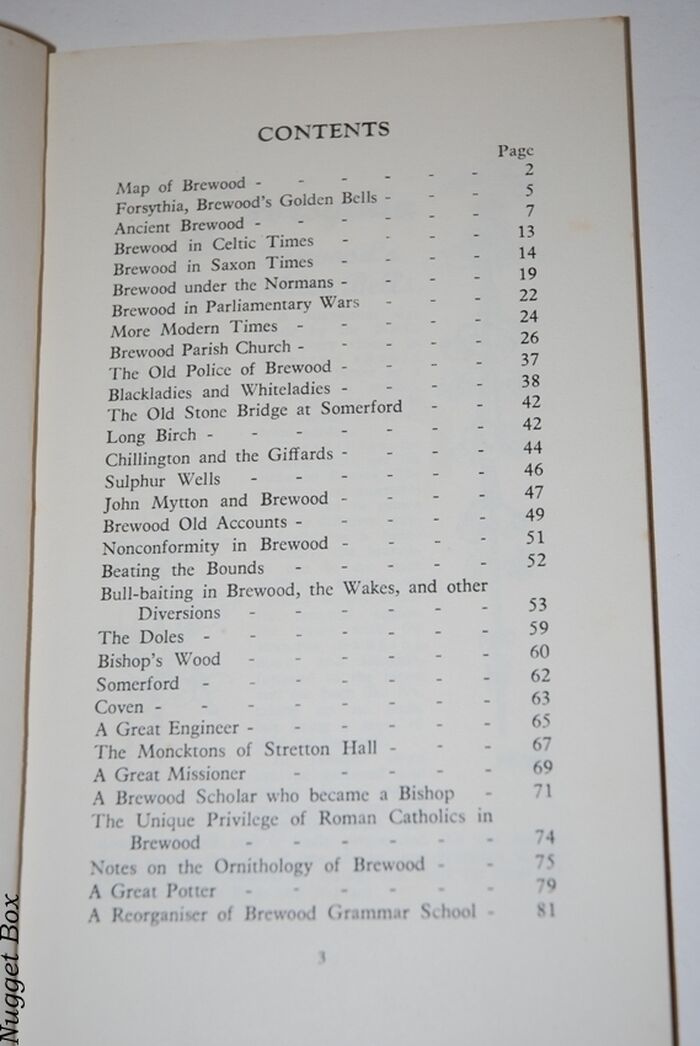 CONTENTS
Page
Map of Brewood - - - - - - 2
Forsythia, Brewood's Golden Bells - - - 5
Ancient Brewood - - - - - - 7
Brewood in Celtic Times - - - - 13
Brewood in Saxon Times - - - - 14
Brewood under the Normans - - - - 19
Brewood in Parliamentary Wars - - - 22
More Modern Times - - - - - 24
Brewood Parish Church - - - - - 26
The Old Police of Brewood - - - - 37
Blackladies and Whiteladies - - - - 38
The Old Stone Bridge at Somerford - - 42
Long Birch - - - - - - - 42
Chillington and the Giffards - - - - 44
Sulphur Wells - - - - - - 46
John Mytton and Brewood - - - - 47
Brewood Old Accounts - - - - - 49
Nonconformity in Brewood - - - - 51
Beating the Bounds - - - - - 52
Bull-baiting in Brewood, the Wakes, and other
Diversions - - - - - - 53
The Doles - - - - - - - 59
Bishop's Wood - - - - - - 60
Somerford - - - - - - - 62
Coven - - - - - - - - 63
A Great Engineer - - - - - - 65
The Moncktons of Stretton Hall - - - 67
A Great Missioner - - - - - 69
A Brewood Scholar who became a Bishop - 71
The Unique Privilege of Roman Catholics in
Brewood - - - - - - 74
Notes on the Ornithology of Brewood - - 75
A Great Potter - - - - - - 79
A Reorganiser of Brewood Grammar School - 81
3
Nugget Box